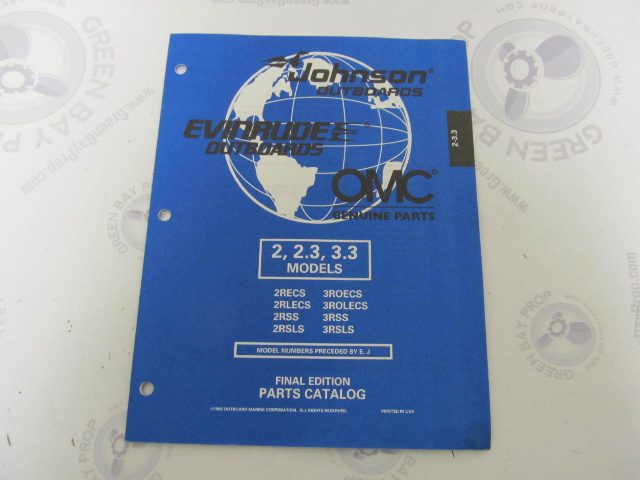 Johnson®
OUTBOARDS
EVINRUDE®
OUTBOARDS
2-3.3
OMC®
GENUINE PARTS
2, 2.3, 3.3
MODELS
2RECS 3ROECS
2RLECS 3ROLECS
2RSS 3RSS
2RSLS 3RSLS
MODEL NUMBERS PRECEDED BY E, J
FINAL EDITION
PARTS CATALOG
OUTBOARD MARINE CORPORATION. ALL RIGHTS RESERVED. PRINTED IN USA
GREEN BAY PROP
www.GreenBayProp.com